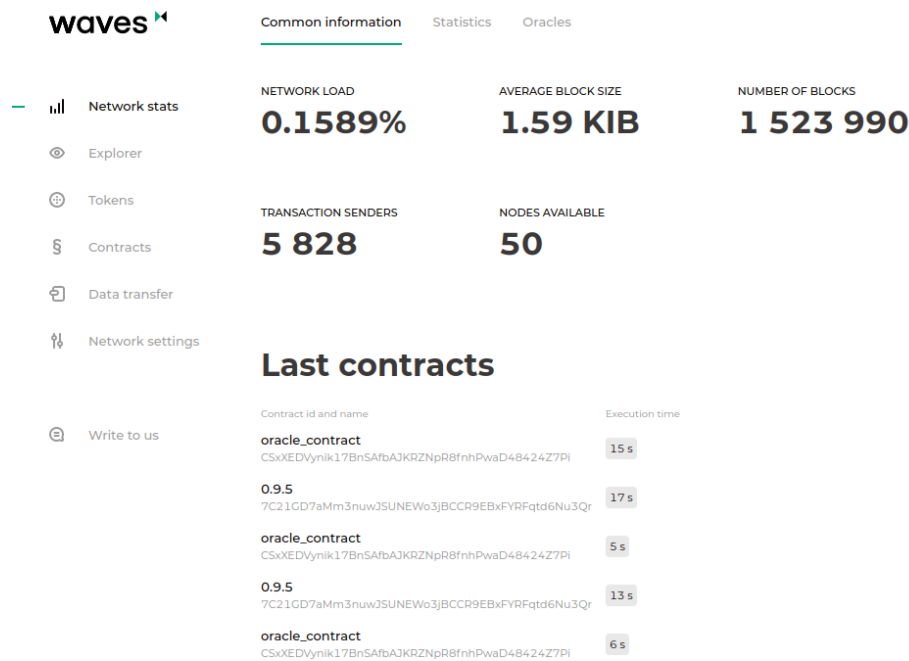 waves
Common information
Statistics
Oracles
Network stats
Explorer
Tokens
Contracts
Data transfer
Network settings
Write to us
NETWORK LOAD
0.1589%
AVERAGE BLOCK SIZE
1.59 KIB
NUMBER OF BLOCKS
1 523 990
TRANSACTION SENDERS
5 828
NODES AVAILABLE
50
Last contracts
Contract id and name
Execution time
oracle_contract
CSxXEDVynik17BnSAfbAJKRZNpR8fnhPwaD48424Z7Pi
15 s
0.9.5
7C21GD7aMm3nuwJSUNEWo3jBCCR9EBxFYRFqtd6Nu3Qr
17 s
oracle_contract
CSxXEDVynik17BnSAfbAJKRZNpR8fnhPwaD48424Z7Pi
5 s
0.9.5
7C21GD7aMm3nuwJSUNEWo3jBCCR9EBxFYRFqtd6Nu3Qr
13 s
oracle_contract
CSxXEDVynik17BnSAfbAJKRZNpR8fnhPwaD48424Z7Pi
6 s